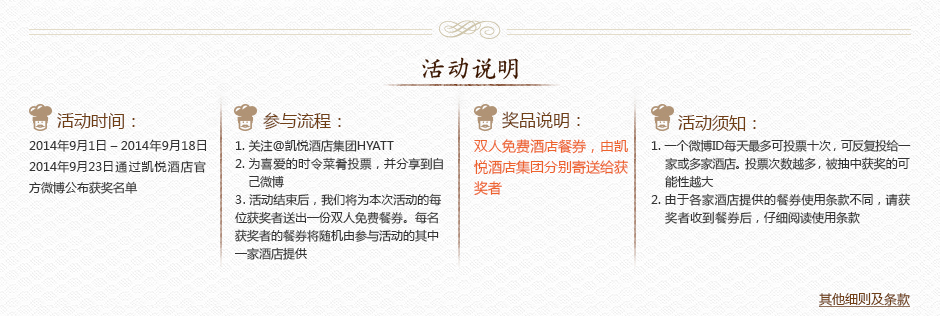 活动说明
活动时间：
2014年9月1日 – 2014年9月18日
2014年9月23日通过凯悦酒店官
方微博公布获奖名单
参与流程：
1. 关注@凯悦酒店集团HYATT
2. 为喜爱的时令菜肴投票，并分享到自
己微博
3. 活动结束后，我们将为本次活动的每
位获奖者送出一份双人免费餐券。每名
获奖者的餐券将随机由参与活动的其中
一家酒店提供
奖品说明：
双人免费酒店餐券，由凯
悦酒店集团分别寄送给获
奖者
活动须知：
1. 一个微博ID每天最多可投票十次，可反复投给一
家或多家酒店。投票次数越多，被抽中获奖的可
能性越大
2. 由于各家酒店提供的餐券使用条款不同，请获
奖者收到餐券后，仔细阅读使用条款
其他细则及条款